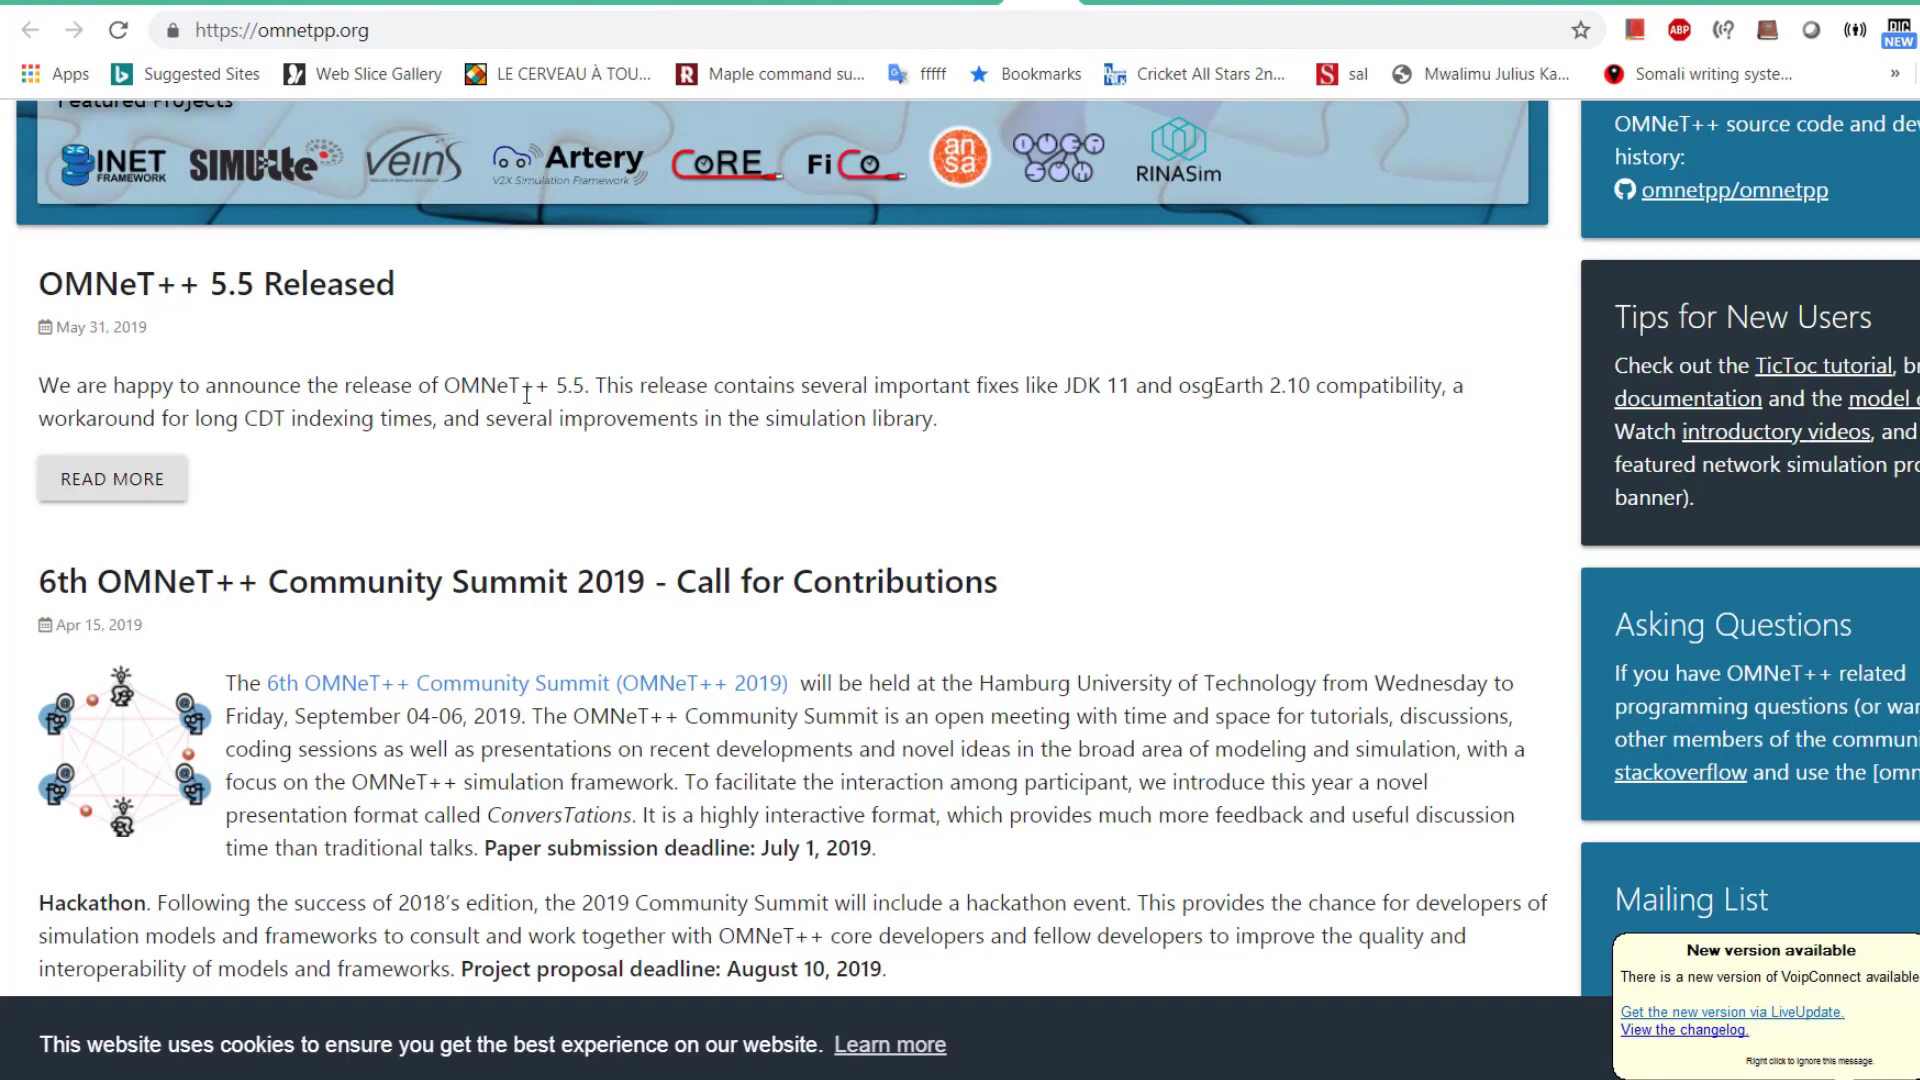 https://omnetpp.org
ABP
NEW
Apps
Suggested Sites
Web Slice Gallery
LE CERVEAU À TOU...
Maple command su...
fffff
Bookmarks
Cricket All Stars 2n...
sal
Mwalimu Julius Ka...
Somali writing syste...
»
Featured Projects
INET FRAMEWORK
SIMUlte
veins
Artery
V2X Simulation Framework
CoRE
FiCo
ansa
RINASim
OMNeT++ 5.5 Released
May 31, 2019
We are happy to announce the release of OMNeT++ 5.5. This release contains several important fixes like JDK 11 and osgEarth 2.10 compatibility, a
workaround for long CDT indexing times, and several improvements in the simulation library.
READ MORE
6th OMNeT++ Community Summit 2019 - Call for Contributions
Apr 15, 2019
The 6th OMNeT++ Community Summit (OMNeT++ 2019) will be held at the Hamburg University of Technology from Wednesday to
Friday, September 04-06, 2019. The OMNeT++ Community Summit is an open meeting with time and space for tutorials, discussions,
coding sessions as well as presentations on recent developments and novel ideas in the broad area of modeling and simulation, with a
focus on the OMNeT++ simulation framework. To facilitate the interaction among participant, we introduce this year a novel
presentation format called ConversTations. It is a highly interactive format, which provides much more feedback and useful discussion
time than traditional talks. Paper submission deadline: July 1, 2019.
Hackathon. Following the success of 2018’s edition, the 2019 Community Summit will include a hackathon event. This provides the chance for developers of
simulation models and frameworks to consult and work together with OMNeT++ core developers and fellow developers to improve the quality and
interoperability of models and frameworks. Project proposal deadline: August 10, 2019.
OMNeT++ source code and dev
history:
omnetpp/omnetpp
Tips for New Users
Check out the TicToc tutorial, br
documentation and the model
Watch introductory videos, and
featured network simulation pro
banner).
Asking Questions
If you have OMNeT++ related
programming questions (or wan
other members of the communi
stackoverflow and use the [omn
Mailing List
New version available
There is a new version of VoipConnect available
Get the new version via LiveUpdate.
View the changelog.
Right click to ignore this message.
This website uses cookies to ensure you get the best experience on our website. Learn more